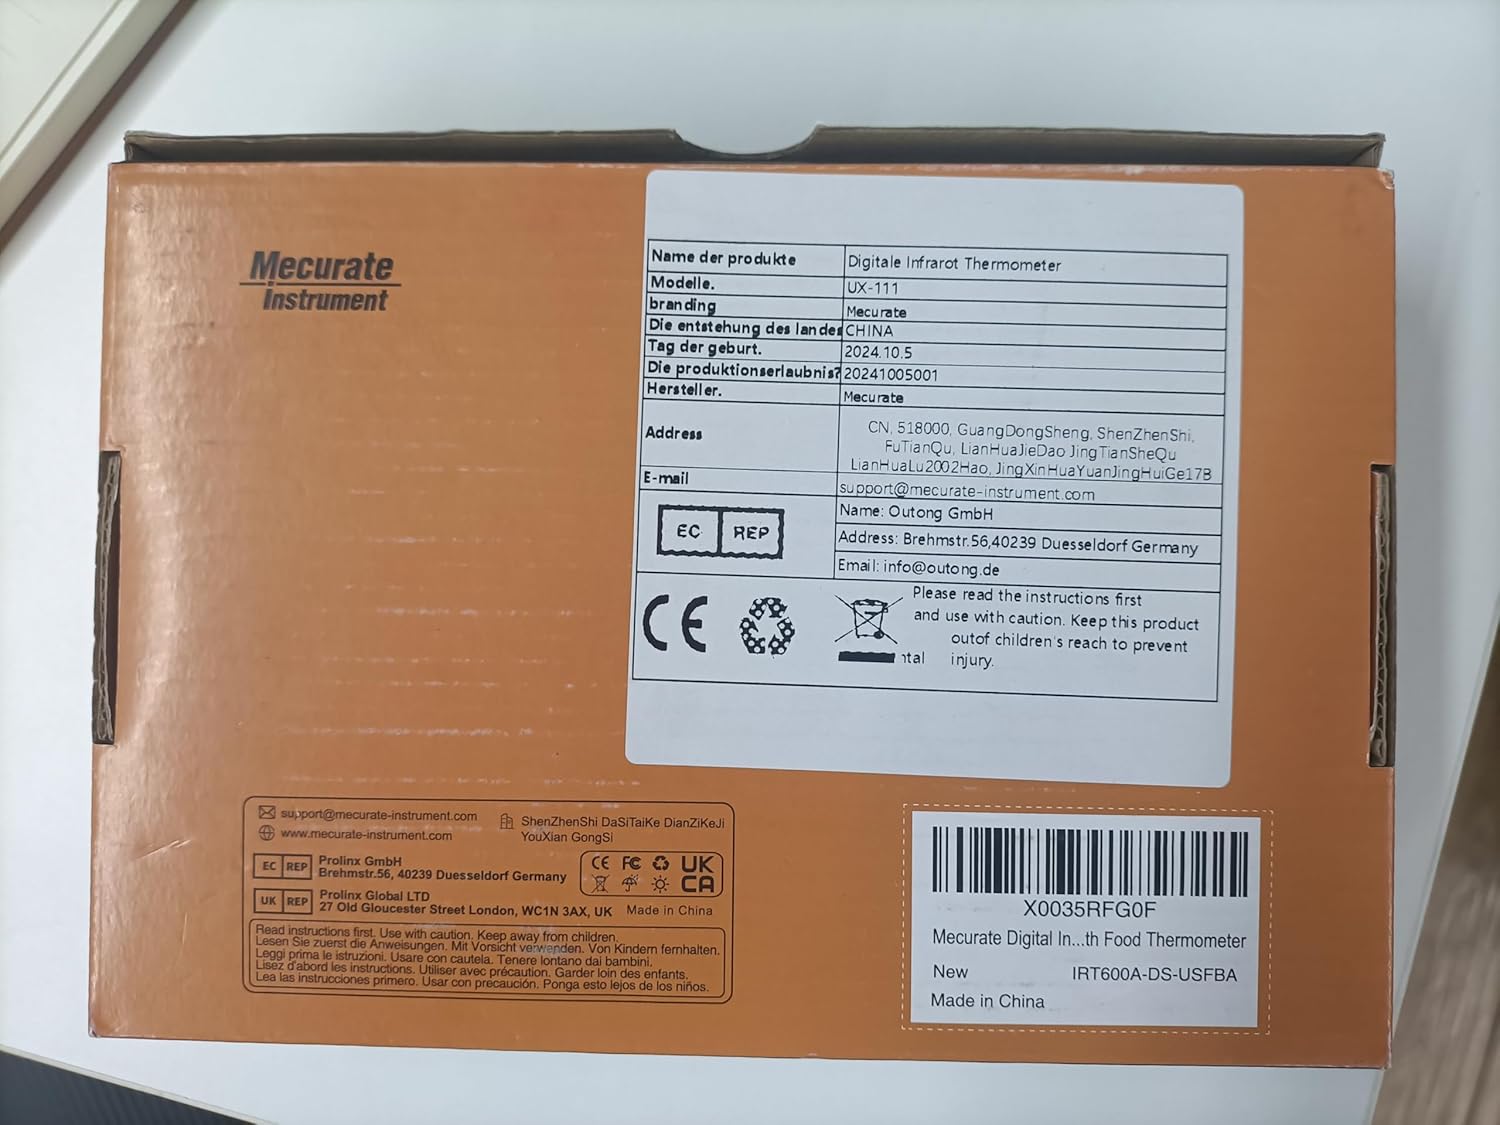 Mecurate
Instrument
Name der produkte Digitale Infrarot Thermometer
Modelle. UX-111
branding Mecurate
Die entstehung des landes CHINA
Tag der geburt. 2024.10.5
Die produktionserlaubnis? 20241005001
Hersteller. Mecurate
Address CN, 518000, GuangDongSheng, ShenZhenShi,
FuTianQu, LianHuaJieDao JingTianSheQu
LianHuaLu2002Hao, JingXinHuaYuanJingHuiGe17B
E-mail support@mecurate-instrument.com
EC REP
Name: Outong GmbH
Address: Brehmstr.56,40239 Duesseldorf Germany
Email: info@outong.de
CE
Please read the instructions first
and use with caution. Keep this product
outof children's reach to prevent
ntal injury.
support@mecurate-instrument.com
www.mecurate-instrument.com
ShenZhenShi DaSiTaiKe DianZiKeJi
YouXian GongSi
EC REP Prolinx GmbH
Brehmstr.56, 40239 Duesseldorf Germany
CE FC UK
CA
UK REP Prolinx Global LTD
27 Old Gloucester Street London, WC1N 3AX, UK Made in China
Read instructions first. Use with caution. Keep away from children.
Lesen Sie zuerst die Anweisungen. Mit Vorsicht verwenden. Von Kindern fernhalten.
Leggi prima le istruzioni. Usare con cautela. Tenere lontano dai bambini.
Lisez d'abord les instructions. Utiliser avec précaution. Garder loin des enfants.
Lea las instrucciones primero. Usar con precaución. Ponga esto lejos de los niños.
X0035RFG0F
Mecurate Digital In...th Food Thermometer
New IRT600A-DS-USFBA
Made in China